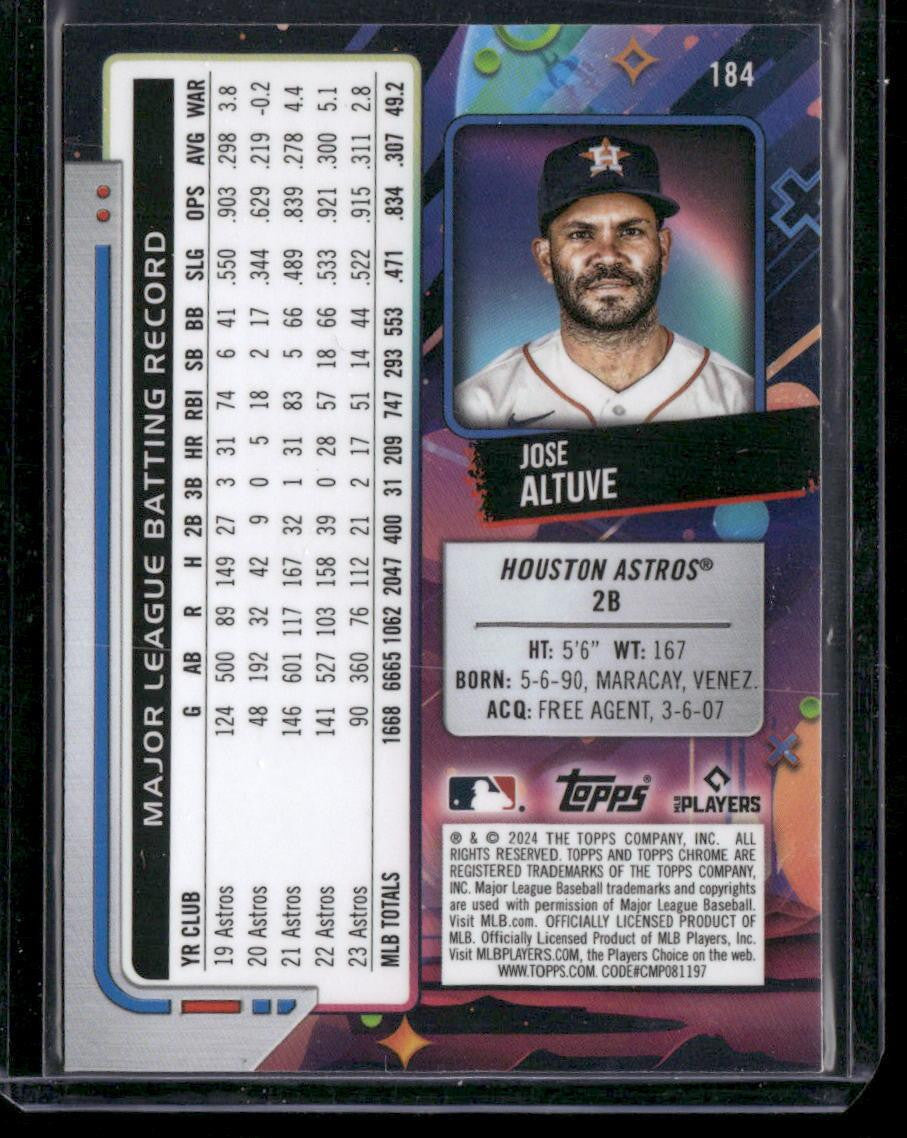 MAJOR LEAGUE BATTING RECORD
YR CLUB G AB R H 2B 3B HR RBI SB BB SLG OPS AVG WAR
19 Astros 124 500 89 149 27 3 31 74 6 41 .550 .903 .298 3.8
20 Astros 48 192 32 42 9 0 5 18 2 17 .344 .629 .219 -0.2
21 Astros 146 601 117 167 32 1 31 83 5 66 .489 .839 .278 4.4
22 Astros 141 527 103 158 39 0 28 57 18 66 .533 .921 .300 5.1
23 Astros 90 360 76 112 21 2 17 51 14 44 .522 .915 .311 2.8
MLB TOTALS 1668 6665 1062 2047 400 31 209 747 293 553 .471 .834 .307 49.2
184
H
JOSE
ALTUVE
HOUSTON ASTROS®
2B
HT: 5'6" WT: 167
BORN: 5-6-90, MARACAY, VENEZ.
ACQ: FREE AGENT, 3-6-07
Topps® MLB PLAYERS
® & © 2024 THE TOPPS COMPANY, INC. ALL
RIGHTS RESERVED. TOPPS AND TOPPS CHROME ARE
REGISTERED TRADEMARKS OF THE TOPPS COMPANY,
INC. Major League Baseball trademarks and copyrights
are used with permission of Major League Baseball.
Visit MLB.com. OFFICIALLY LICENSED PRODUCT OF
MLB. Officially Licensed Product of MLB Players, Inc.
Visit MLBPLAYERS.COM, the Players Choice on the web.
WWW.TOPPS.COM. CODE#CMP081197